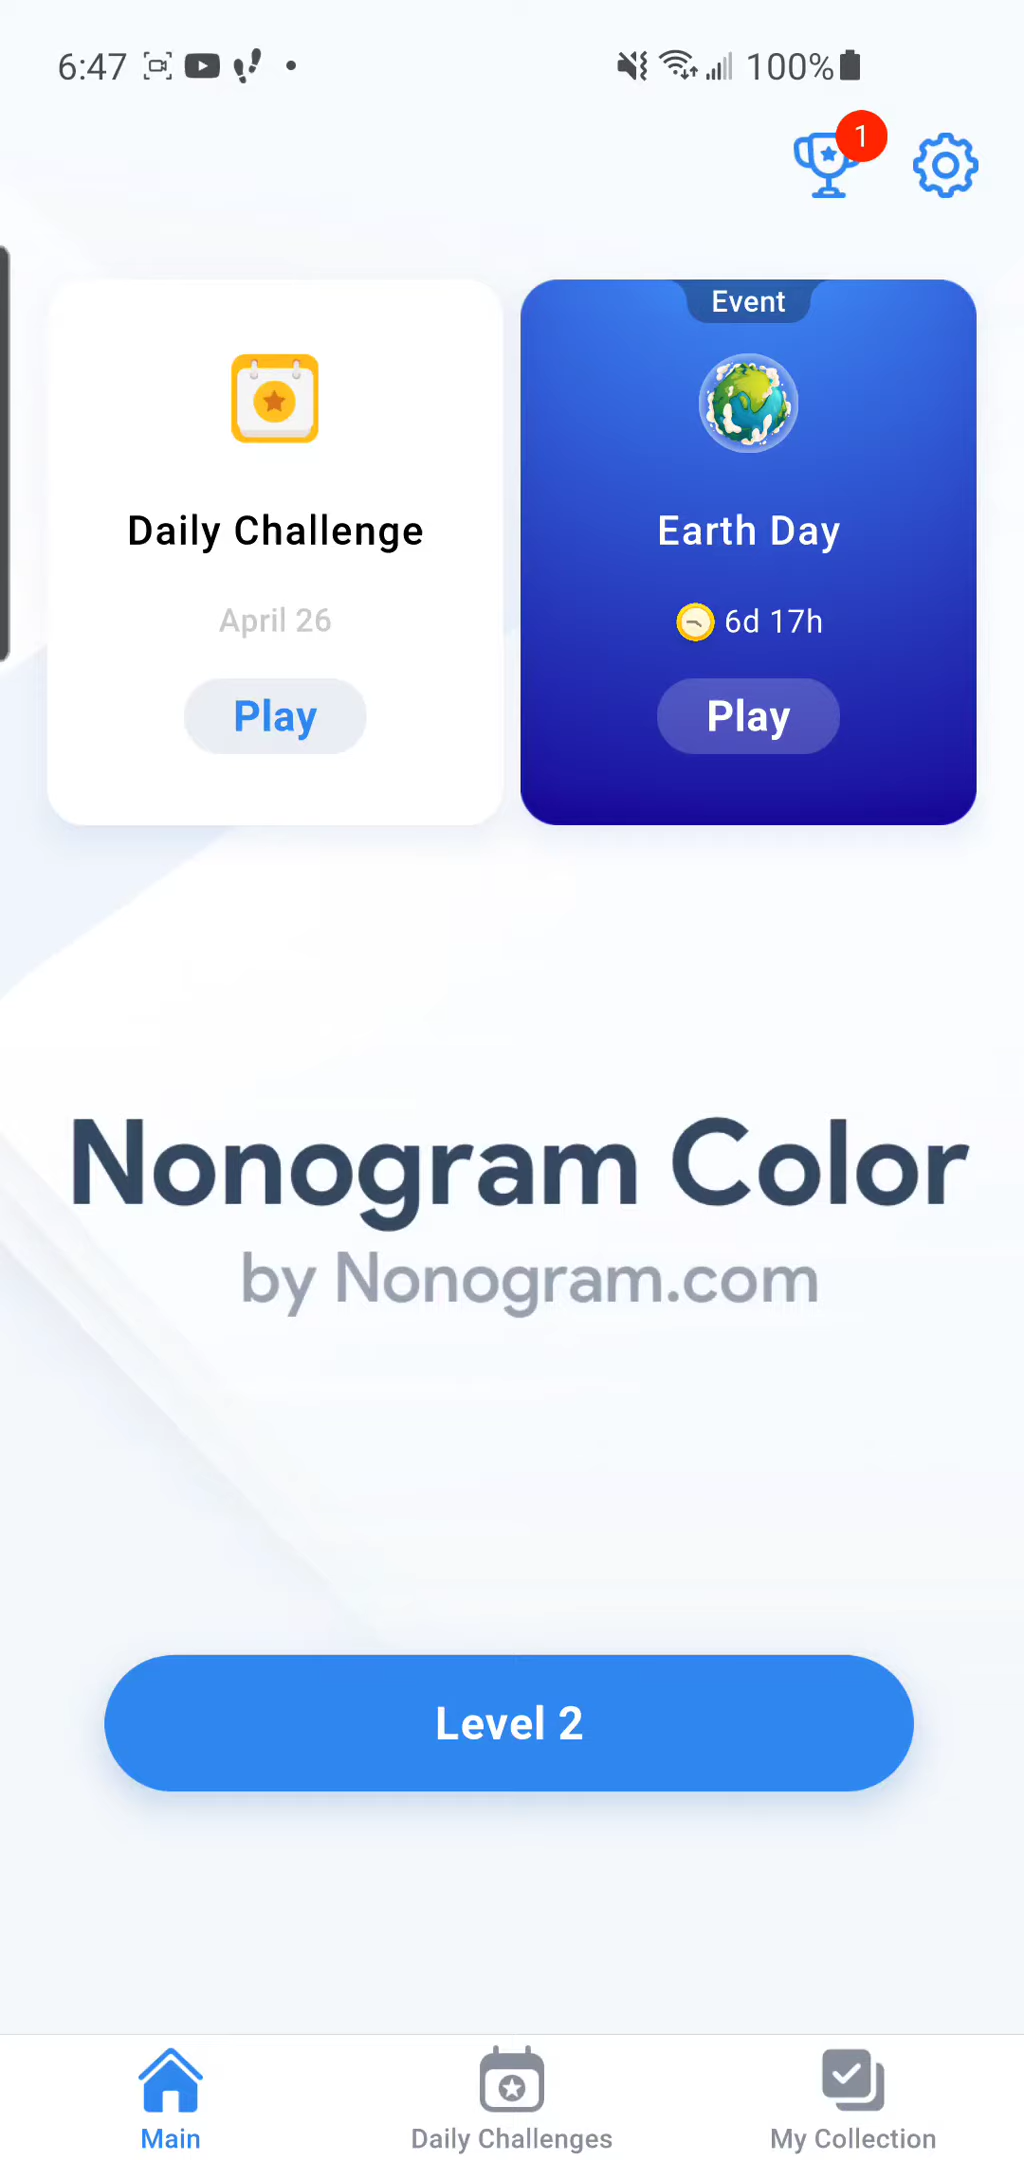 6:47
100%
1
Event
Daily Challenge
Earth Day
April 26
6d 17h
Play
Play
Nonogram Color
by Nonogram.com
Level 2
Main
Daily Challenges
My Collection